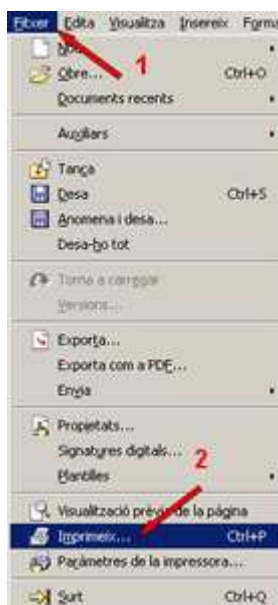 Fitxer Edita Visualitza Insereix Forma
1
Nou
Obre... Ctrl+O
Documents recents
Auxiliars
Tanca
Desa Ctrl+S
Anomena i desa...
Desa-ho tot
Torna a carregar
Versions...
Exporta...
Exporta com a PDF...
Envia
Propietats...
Signatures digitals...
2
Plantilles
Visualització prèvia de la pàgina
Imprimeix... Ctrl+P
Paràmetres de la impressora...
Surt Ctrl+Q